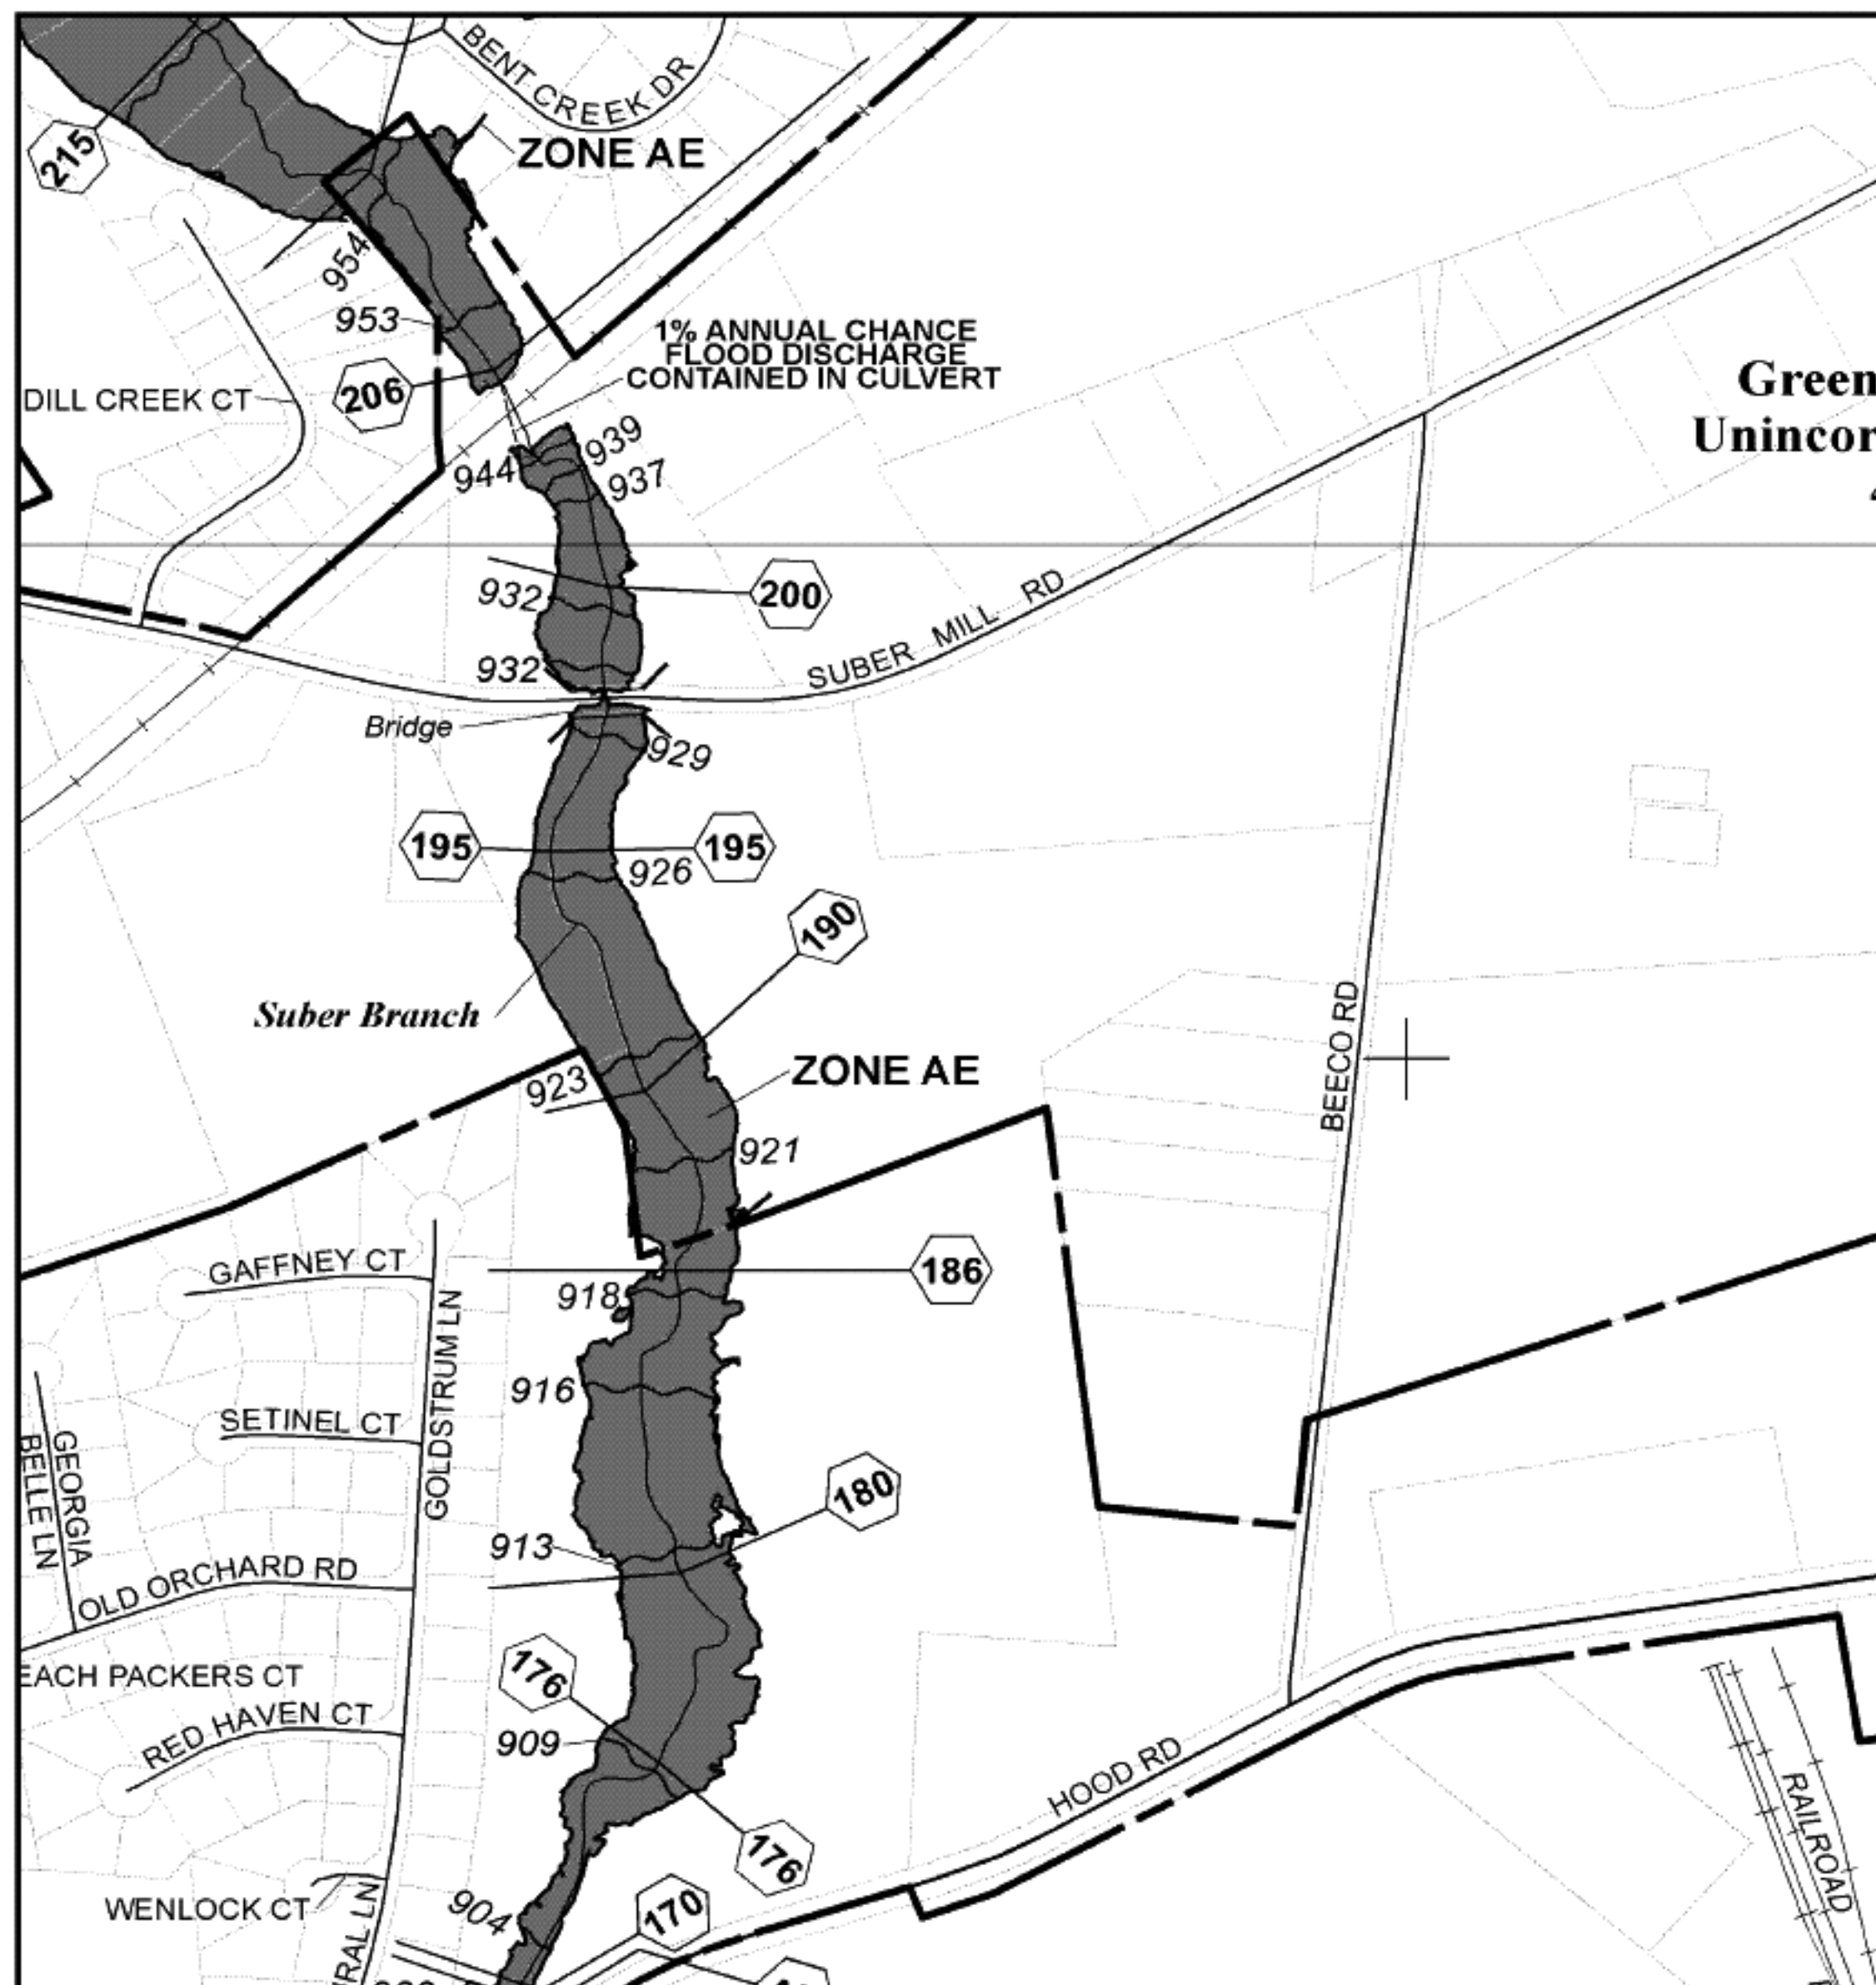 BENT CREEK DR
215
ZONE AE
954
953
1% ANNUAL CHANCE
FLOOD DISCHARGE
CONTAINED IN CULVERT
DILL CREEK CT
206
Green
Unincor
939
944
937
932
200
SUBER MILL RD
932
Bridge
929
195
195
926
190
Suber Branch
ZONE AE
923
BEECO RD
921
GAFFNEY CT
186
918
GOLDSTRUM LN
916
SETINEL CT
GEORGIA
BELLE LN
180
913
OLD ORCHARD RD
176
EACH PACKERS CT
RED HAVEN CT
909
HOOD RD
RAILROAD
176
904
170
WENLOCK CT
RAL LN